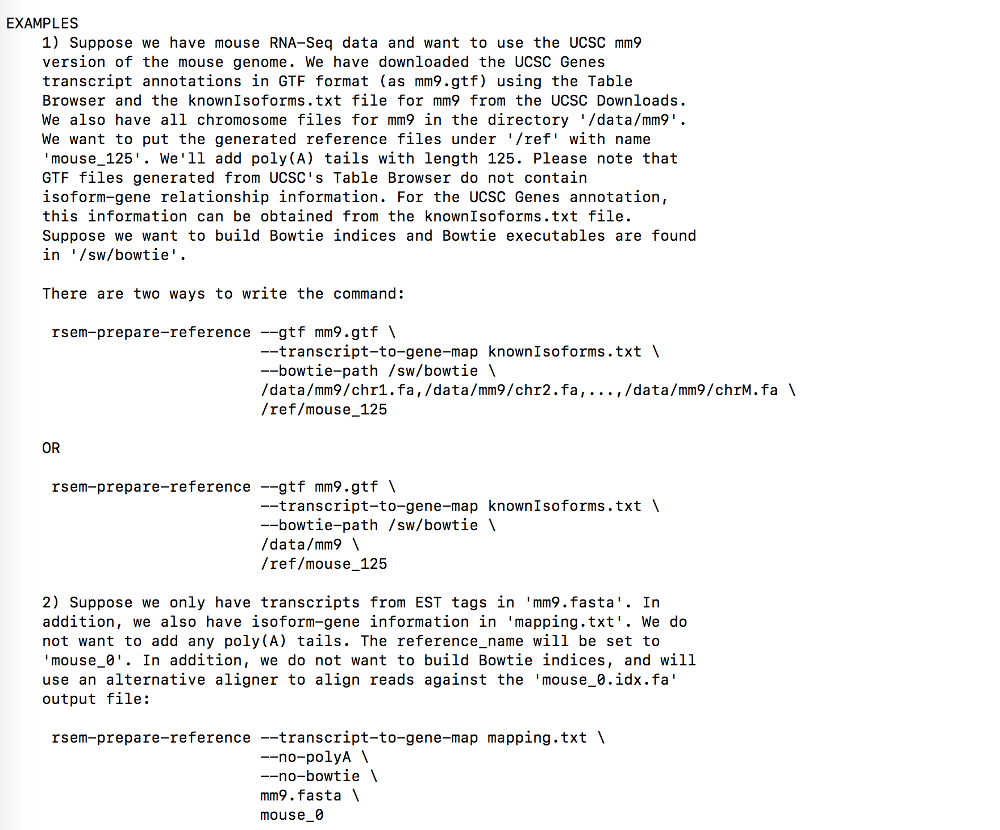 EXAMPLES
1) Suppose we have mouse RNA-Seq data and want to use the UCSC mm9
version of the mouse genome. We have downloaded the UCSC Genes
transcript annotations in GTF format (as mm9.gtf) using the Table
Browser and the knownIsoforms.txt file for mm9 from the UCSC Downloads.
We also have all chromosome files for mm9 in the directory '/data/mm9'.
We want to put the generated reference files under '/ref' with name
'mouse_125'. We'll add poly(A) tails with length 125. Please note that
GTF files generated from UCSC's Table Browser do not contain
isoform-gene relationship information. For the UCSC Genes annotation,
this information can be obtained from the knownIsoforms.txt file.
Suppose we want to build Bowtie indices and Bowtie executables are found
in '/sw/bowtie'.
There are two ways to write the command:
rsem-prepare-reference --gtf mm9.gtf \
--transcript-to-gene-map knownIsoforms.txt \
--bowtie-path /sw/bowtie \
/data/mm9/chr1.fa,/data/mm9/chr2.fa,...,/data/mm9/chrM.fa \
/ref/mouse_125
OR
rsem-prepare-reference --gtf mm9.gtf \
--transcript-to-gene-map knownIsoforms.txt \
--bowtie-path /sw/bowtie \
/data/mm9 \
/ref/mouse_125
2) Suppose we only have transcripts from EST tags in 'mm9.fasta'. In
addition, we also have isoform-gene information in 'mapping.txt'. We do
not want to add any poly(A) tails. The reference_name will be set to
'mouse_0'. In addition, we do not want to build Bowtie indices, and will
use an alternative aligner to align reads against the 'mouse_0.idx.fa'
output file:
rsem-prepare-reference --transcript-to-gene-map mapping.txt \
--no-polyA \
--no-bowtie \
mm9.fasta \
mouse_0